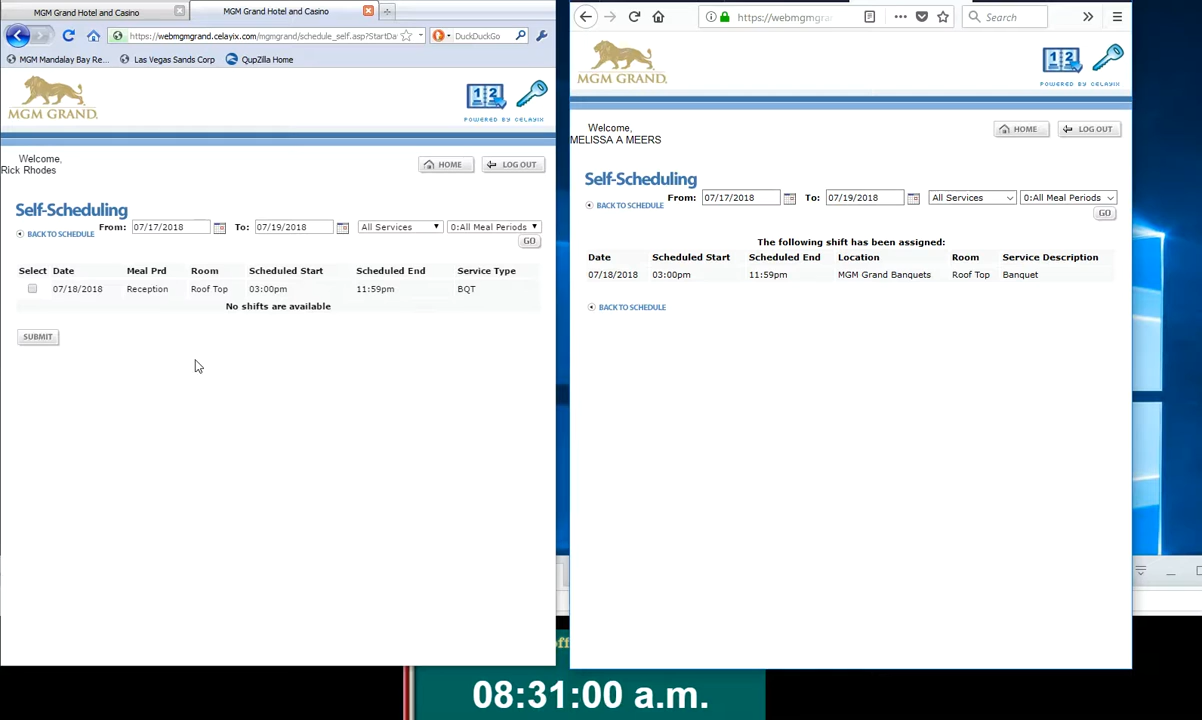 MGM Grand Hotel and Casino
MGM Grand Hotel and Casino
https://webmgmgrand.celayix.com/mgmgrand/schedule_self.asp?StartDa
DuckDuckGo
MGM Mandalay Bay Re...
Las Vegas Sands Corp
QupZilla Home
MGM GRAND.
1 2
POWERED BY CELAYIX
Welcome,
Rick Rhodes
HOME
LOG OUT
Self-Scheduling
BACK TO SCHEDULE
From: 07/17/2018 To: 07/19/2018 All Services 0:All Meal Periods
GO
Select Date Meal Prd Room Scheduled Start Scheduled End Service Type
07/18/2018 Reception Roof Top 03:00pm 11:59pm BQT
No shifts are available
SUBMIT
https://webmgmgra
Search
MGM GRAND.
1 2
POWERED BY CELAYIX
Welcome,
MELISSA A MEERS
HOME
LOG OUT
Self-Scheduling
BACK TO SCHEDULE
From: 07/17/2018 To: 07/19/2018 All Services 0:All Meal Periods
GO
The following shift has been assigned:
Date Scheduled Start Scheduled End Location Room Service Description
07/18/2018 03:00pm 11:59pm MGM Grand Banquets Roof Top Banquet
BACK TO SCHEDULE
08:31:00 a.m.